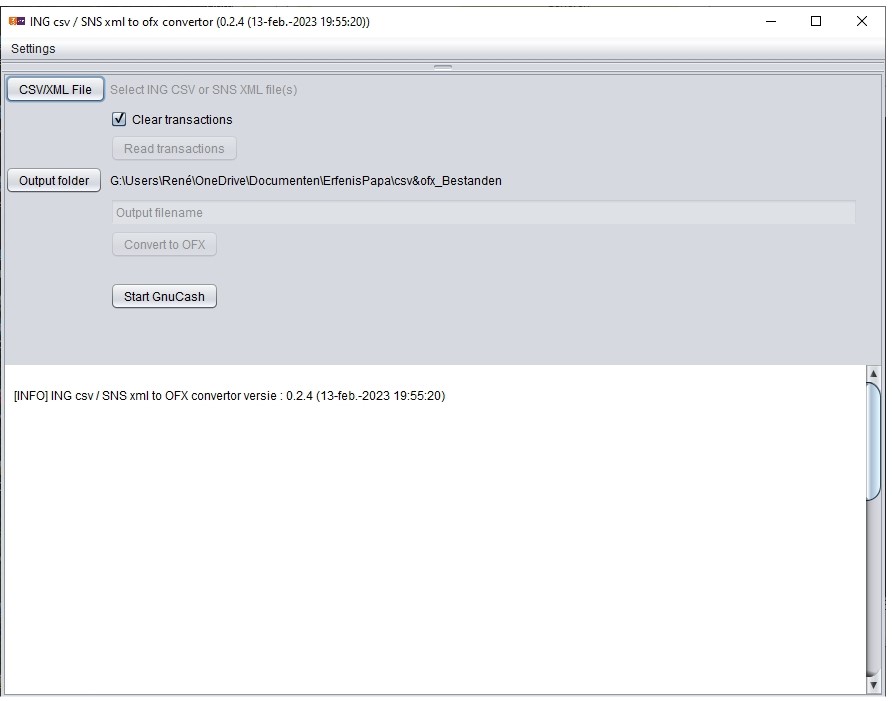 ING csv / SNS xml to ofx convertor (0.2.4 (13-feb.-2023 19:55:20))
Settings
CSV/XML File Select ING CSV or SNS XML file(s)
Clear transactions
Read transactions
Output folder G:\Users\René\OneDrive\Documenten\ErfenisPapa\csv&ofx_Bestanden
Output filename
Convert to OFX
Start GnuCash
[INFO] ING csv / SNS xml to OFX convertor versie : 0.2.4 (13-feb.-2023 19:55:20)